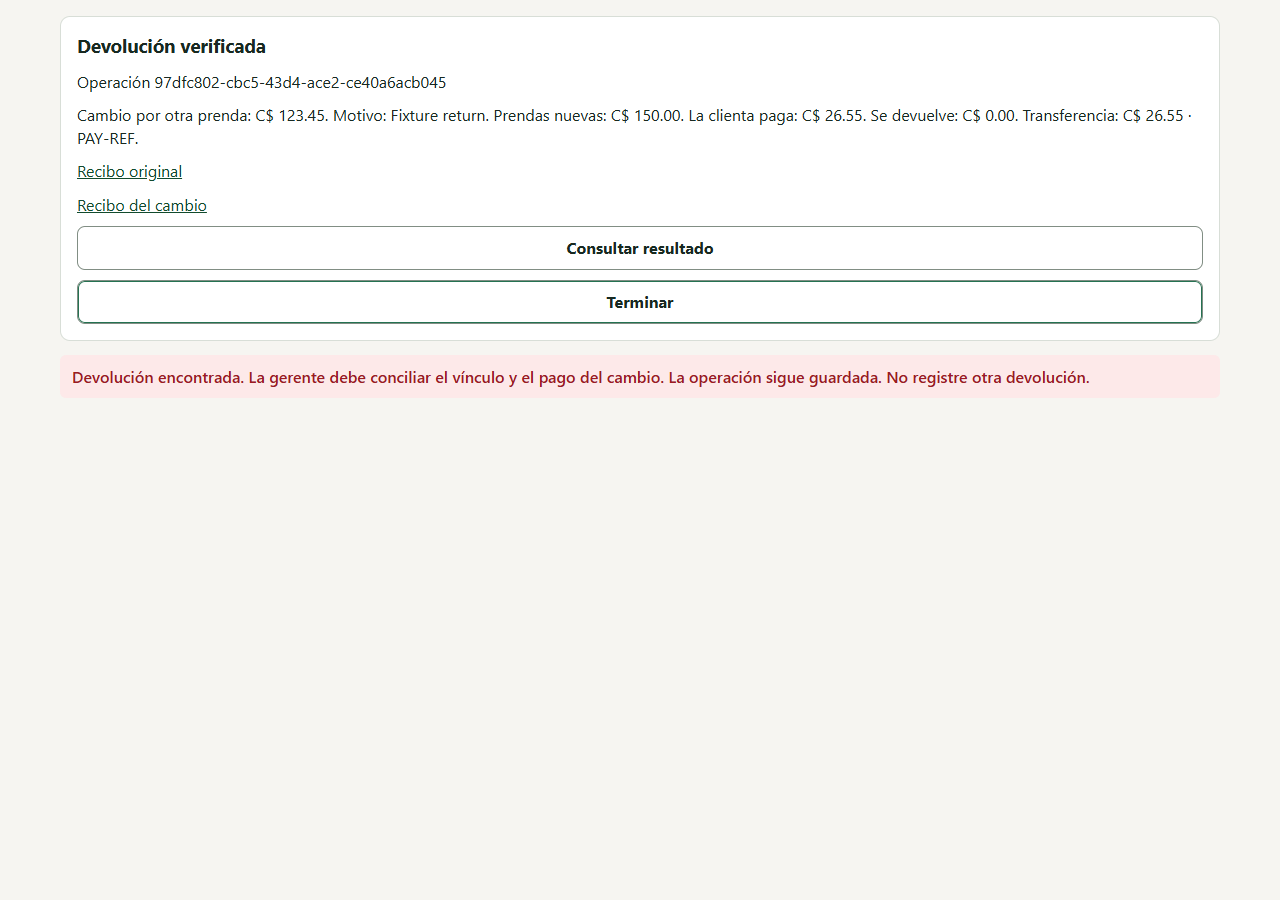 Devolución verificada
Operación 97dfc802-cbc5-43d4-ace2-ce40a6acb045
Cambio por otra prenda: C$ 123.45. Motivo: Fixture return. Prendas nuevas: C$ 150.00. La clienta paga: C$ 26.55. Se devuelve: C$ 0.00. Transferencia: C$ 26.55 ·
PAY-REF.
Recibo original
Recibo del cambio
Consultar resultado
Terminar
Devolución encontrada. La gerente debe conciliar el vínculo y el pago del cambio. La operación sigue guardada. No registre otra devolución.